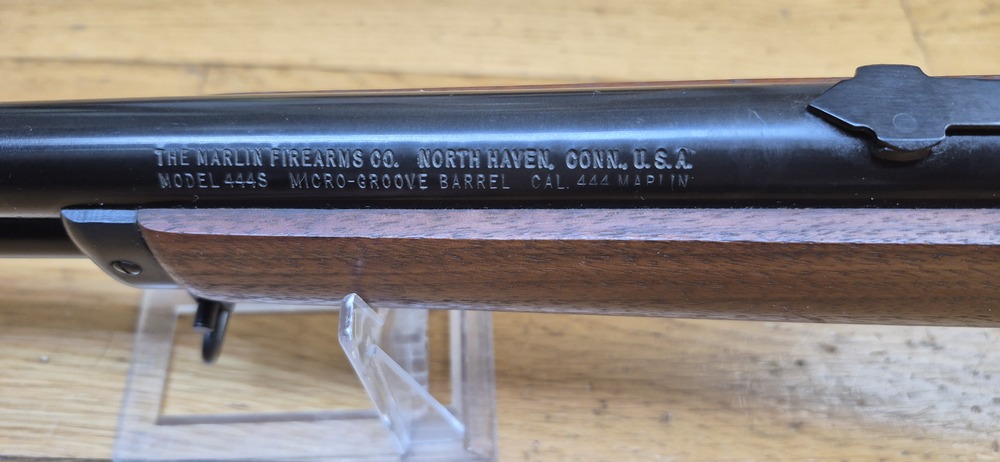 THE MARLIN FIREARMS CO. NORTH HAVEN, CONN., U.S.A.
MODEL 444S MICRO-GROOVE BARREL CAL. 444 MARLIN